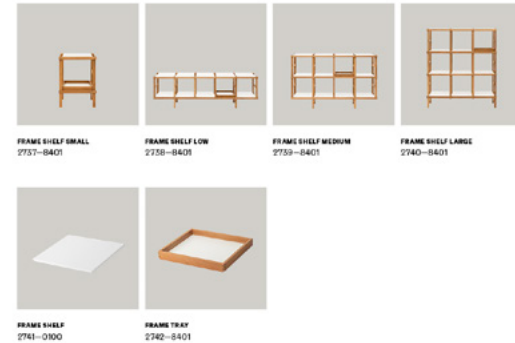 FRAME SHELF SMALL
2737–8401
FRAME SHELF LOW
2738–8401
FRAME SHELF MEDIUM
2739–8401
FRAME SHELF LARGE
2740–8401
FRAME SHELF
2741–0100
FRAME TRAY
2742–8401